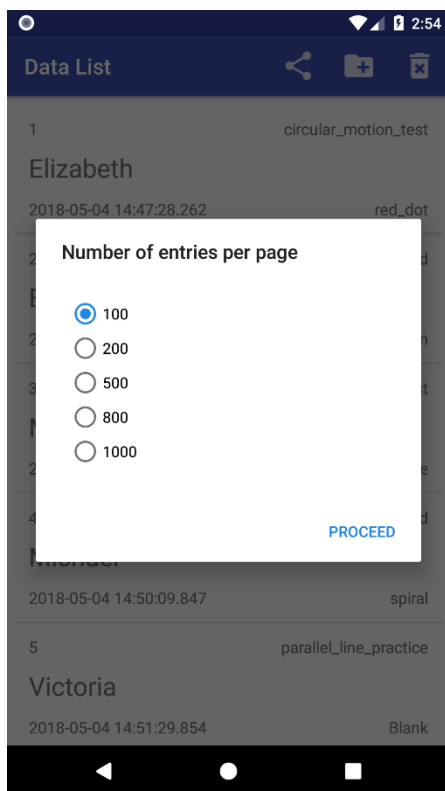 2:54
Data List
1 circular_motion_test
Elizabeth
2018-05-04 14:47:28.262 red_dot
Number of entries per page
100
200
500
800
1000
PROCEED
4
Michael
2018-05-04 14:50:09.847 spiral
5 parallel_line_practice
Victoria
2018-05-04 14:51:29.854 Blank